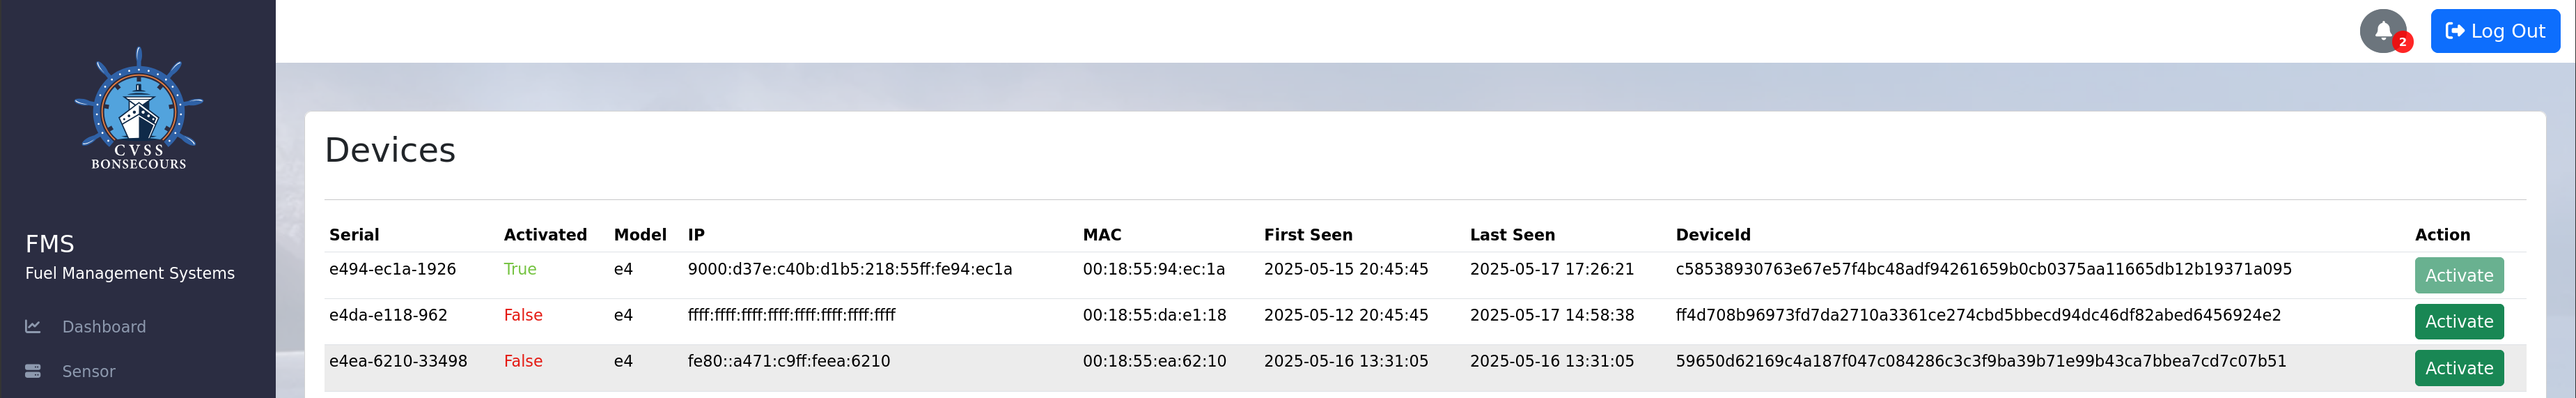 2
Log Out
CVSS
BONSECOURS
Devices
FMS
Fuel Management Systems
Dashboard
Sensor
Serial Activated Model IP MAC First Seen Last Seen DeviceId Action
e494-ec1a-1926 True e4 9000:d37e:c40b:d1b5:218:55ff:fe94:ec1a 00:18:55:94:ec:1a 2025-05-15 20:45:45 2025-05-17 17:26:21 c58538930763e67e57f4bc48adf94261659b0cb0375aa11665db12b19371a095 Activate
e4da-e118-962 False e4 ffff:ffff:ffff:ffff:ffff:ffff:ffff:ffff 00:18:55:da:e1:18 2025-05-12 20:45:45 2025-05-17 14:58:38 ff4d708b96973fd7da2710a3361ce274cbd5bbecd94dc46df82abed6456924e2 Activate
e4ea-6210-33498 False e4 fe80::a471:c9ff:feea:6210 00:18:55:ea:62:10 2025-05-16 13:31:05 2025-05-16 13:31:05 59650d62169c4a187f047c084286c3c3f9ba39b71e99b43ca7bbea7cd7c07b51 Activate